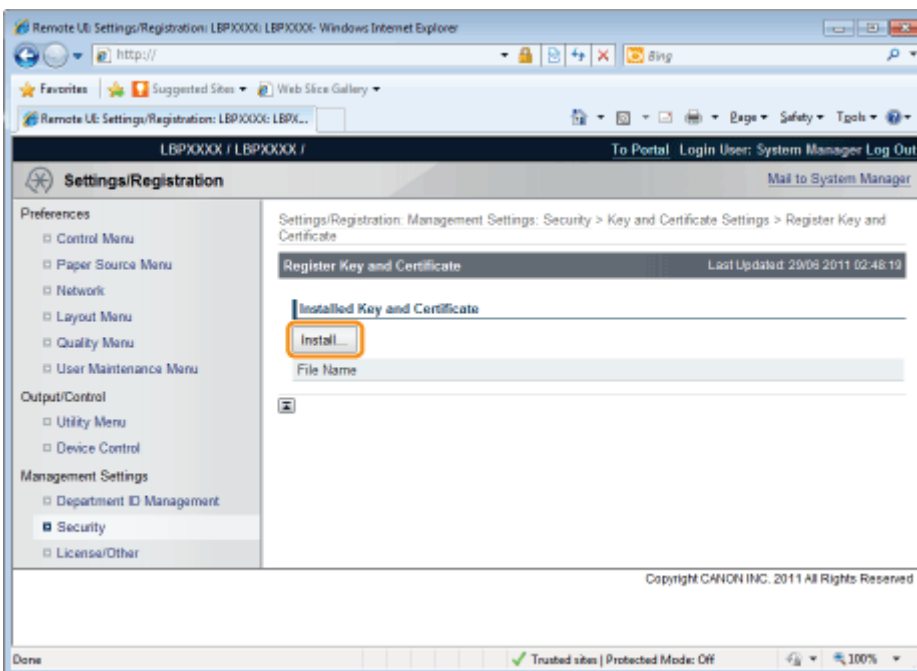 Remote UI: Settings/Registration: LBPXXXX: LBPXXXX- Windows Internet Explorer
http://
Bing
Favorites Suggested Sites Web Slice Gallery
Remote UI: Settings/Registration: LBPXXXX: LBPX...
Page Safety Tools
LBPXXXX / LBPXXXX /
To Portal Login User: System Manager Log Out
Settings/Registration
Mail to System Manager
Preferences
Control Menu
Paper Source Menu
Network
Layout Menu
Quality Menu
User Maintenance Menu
Output/Control
Utility Menu
Device Control
Management Settings
Department ID Management
Security
License/Other
Settings/Registration: Management Settings: Security > Key and Certificate Settings > Register Key and
Certificate
Register Key and Certificate
Last Updated: 29/06 2011 02:48:19
Installed Key and Certificate
Install...
File Name
Copyright CANON INC. 2011 All Rights Reserved
Done
Trusted sites | Protected Mode: Off
100%